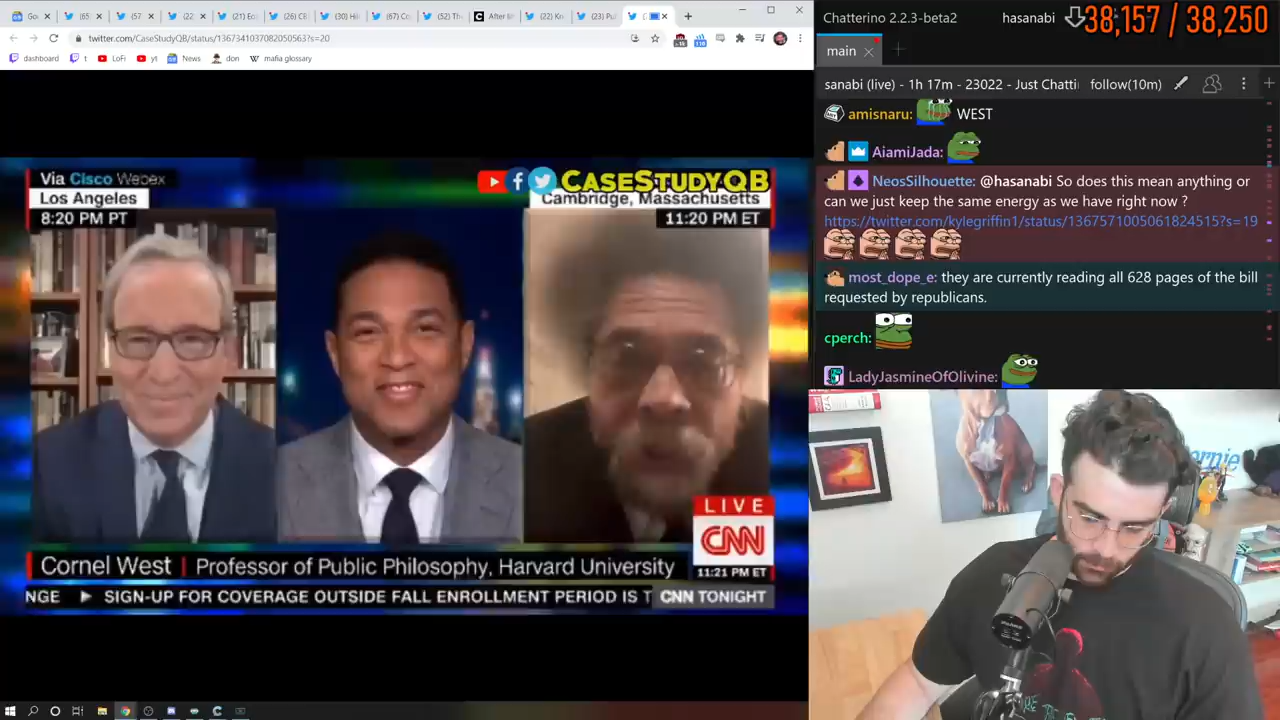 twitter.com/CaseStudyQB/status/1367341037082050563?s=20
dashboard
t
LoFi
yt
News
don
mafia glossary
Via Cisco Webex
Los Angeles
8:20 PM PT
CASESTUDYQB
Cambridge, Massachusetts
11:20 PM ET
LIVE
CNN
11:21 PM ET
Cornel West | Professor of Public Philosophy, Harvard University
NGE ▶ SIGN-UP FOR COVERAGE OUTSIDE FALL ENROLLMENT PERIOD IS T
CNN TONIGHT
Chatterino 2.2.3-beta2
hasanabi
38,157 / 38,250
main
sanabi (live) - 1h 17m - 23022 - Just Chatti
follow(10m)
amisnaru: WEST
AiamiJada:
NeosSilhouette: @hasanabi So does this mean anything or
can we just keep the same energy as we have right now ?
https://twitter.com/kylegriffin1/status/1367571005061824515?s=19
most_dope_e: they are currently reading all 628 pages of the bill
requested by republicans.
cperch:
LadyJasmineOfOlivine:
ernie